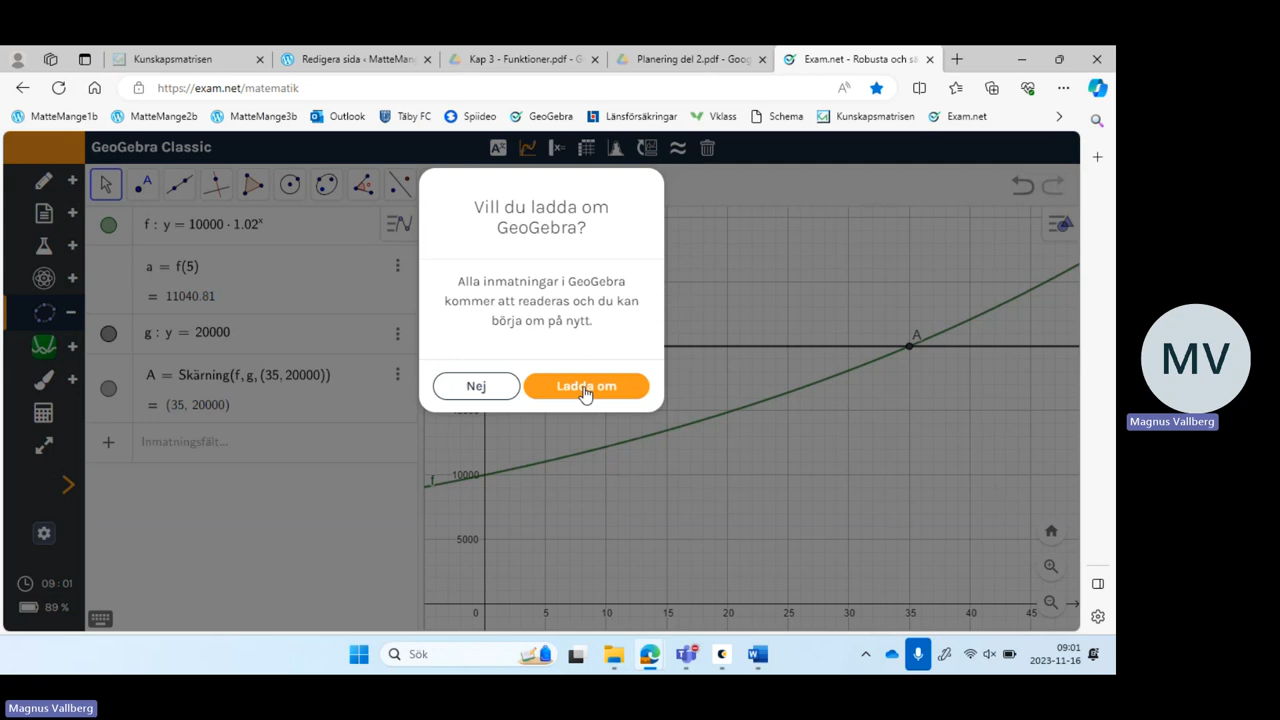 Kunskapsmatrisen
Redigera sida ‹ MatteMang
Kap 3 - Funktioner.pdf - G
Planering del 2.pdf - Goog
Exam.net - Robusta och sä
https://exam.net/matematik
MatteMange1b
MatteMange2b
MatteMange3b
Outlook
Täby FC
Spiideo
GeoGebra
Länsförsäkringar
Vklass
Schema
Kunskapsmatrisen
Exam.net
GeoGebra Classic
f : y = 10000 · 1.02ˣ
a = f(5)
= 11040.81
g : y = 20000
A = Skärning(f, g, (35, 20000))
= (35, 20000)
Inmatningsfält...
Vill du ladda om
GeoGebra?
Alla inmatningar i GeoGebra
kommer att readeras och du kan
börja om på nytt.
Nej
Ladda om
A
f
10000
5000
0
5
10
15
20
25
30
35
40
45
09:01
89 %
Sök
09:01
2023-11-16
MV
Magnus Vallberg
Magnus Vallberg